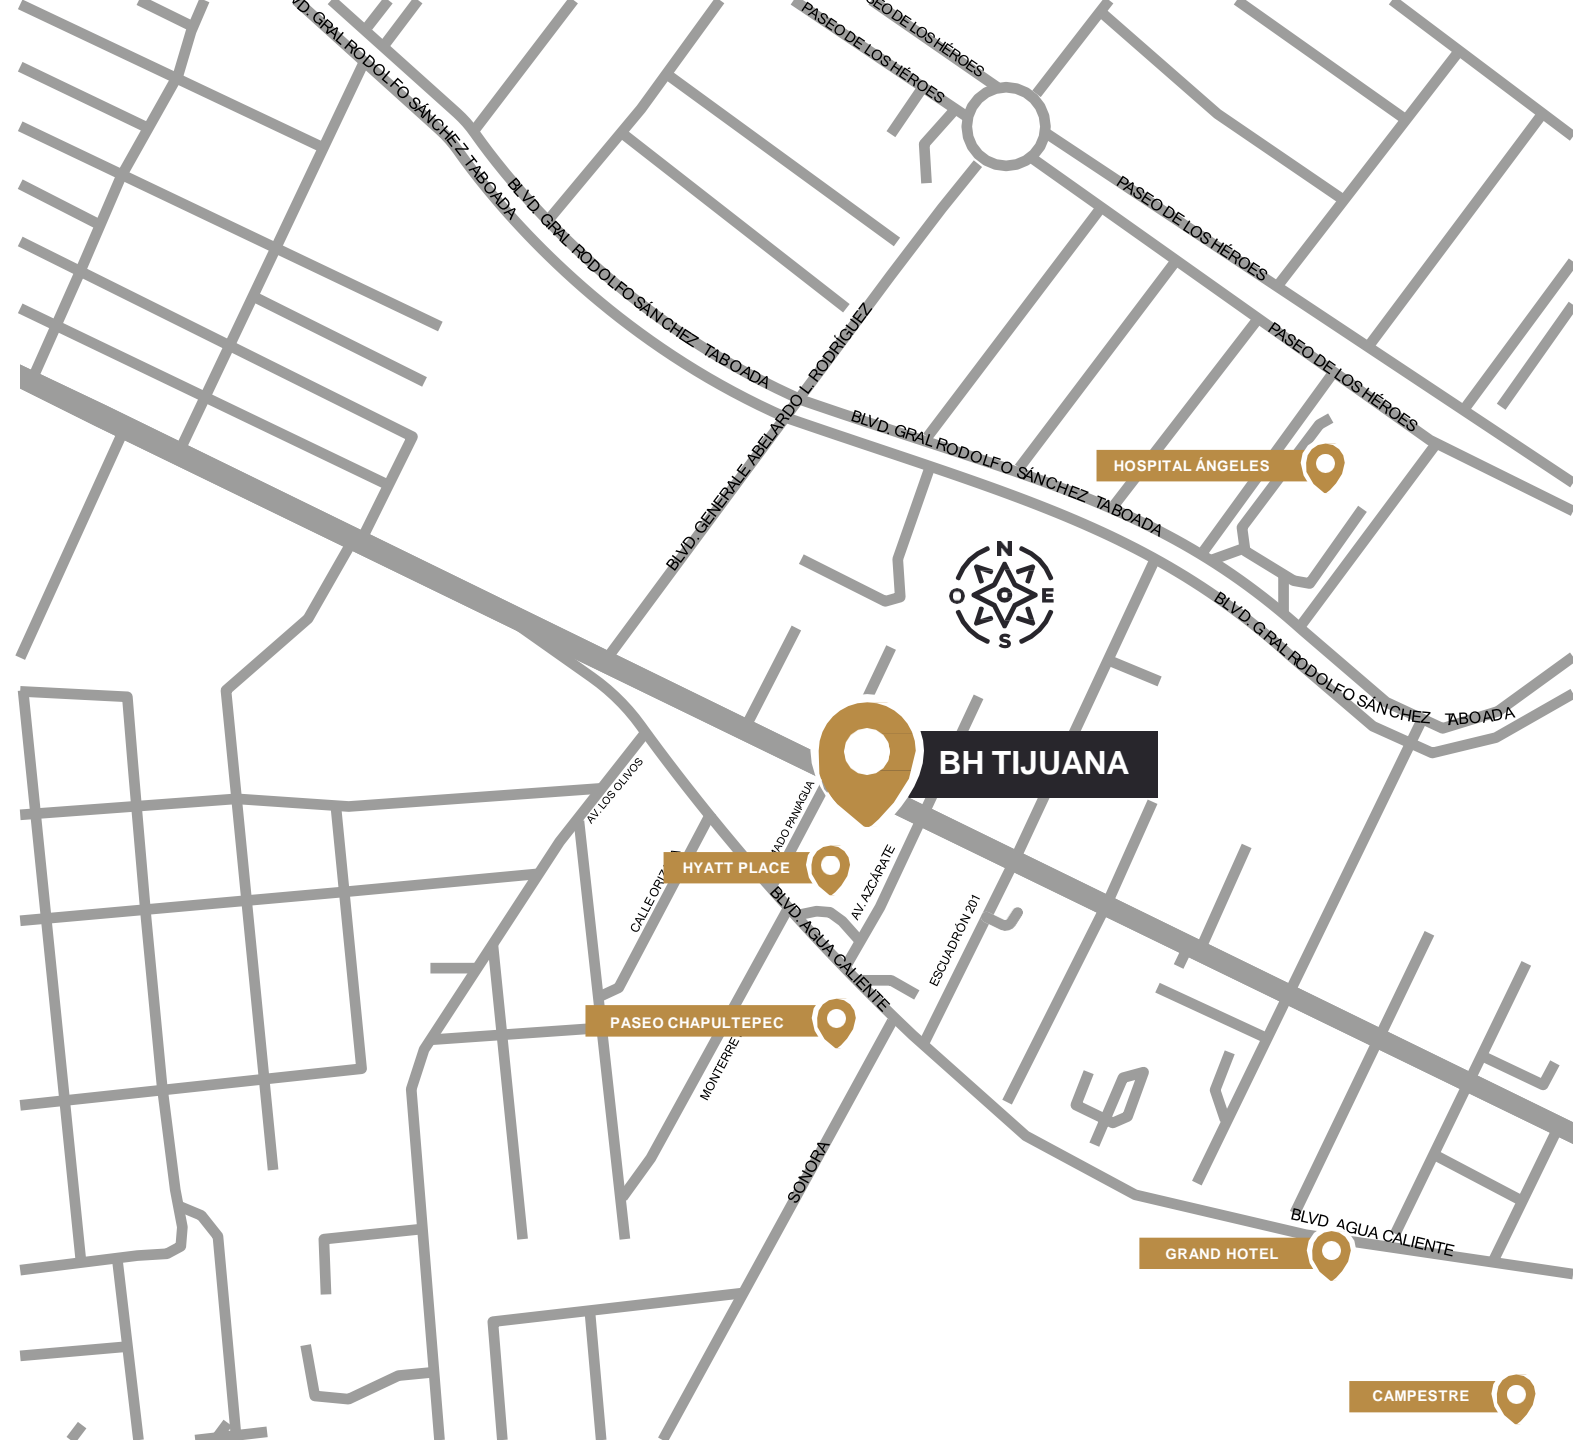 PASEO DE LOS HÉROES
PASEO DE LOS HÉROES
BLVD. GRAL RODOLFO SÁNCHEZ TABOADA
BLVD. GRAL RODOLFO SÁNCHEZ TABOADA
PASEO DE LOS HÉROES
BLVD. GENERALE ABELARDO L. RODRÍGUEZ
PASEO DE LOS HÉROES
BLVD. GRAL RODOLFO SÁNCHEZ TABOADA
HOSPITAL ÁNGELES
N
O E
S
BLVD. GRAL RODOLFO SÁNCHEZ TABOADA
BH TIJUANA
AV. LOS OLIVOS
PANIAGUA
HYATT PLACE
CALLE
AV. AZCÁRATE
BLVD. AGUA CALIENTE
ESCUADRÓN 201
PASEO CHAPULTEPEC
MONTERRE
SONORA
BLVD AGUA CALIENTE
GRAND HOTEL
CAMPESTRE